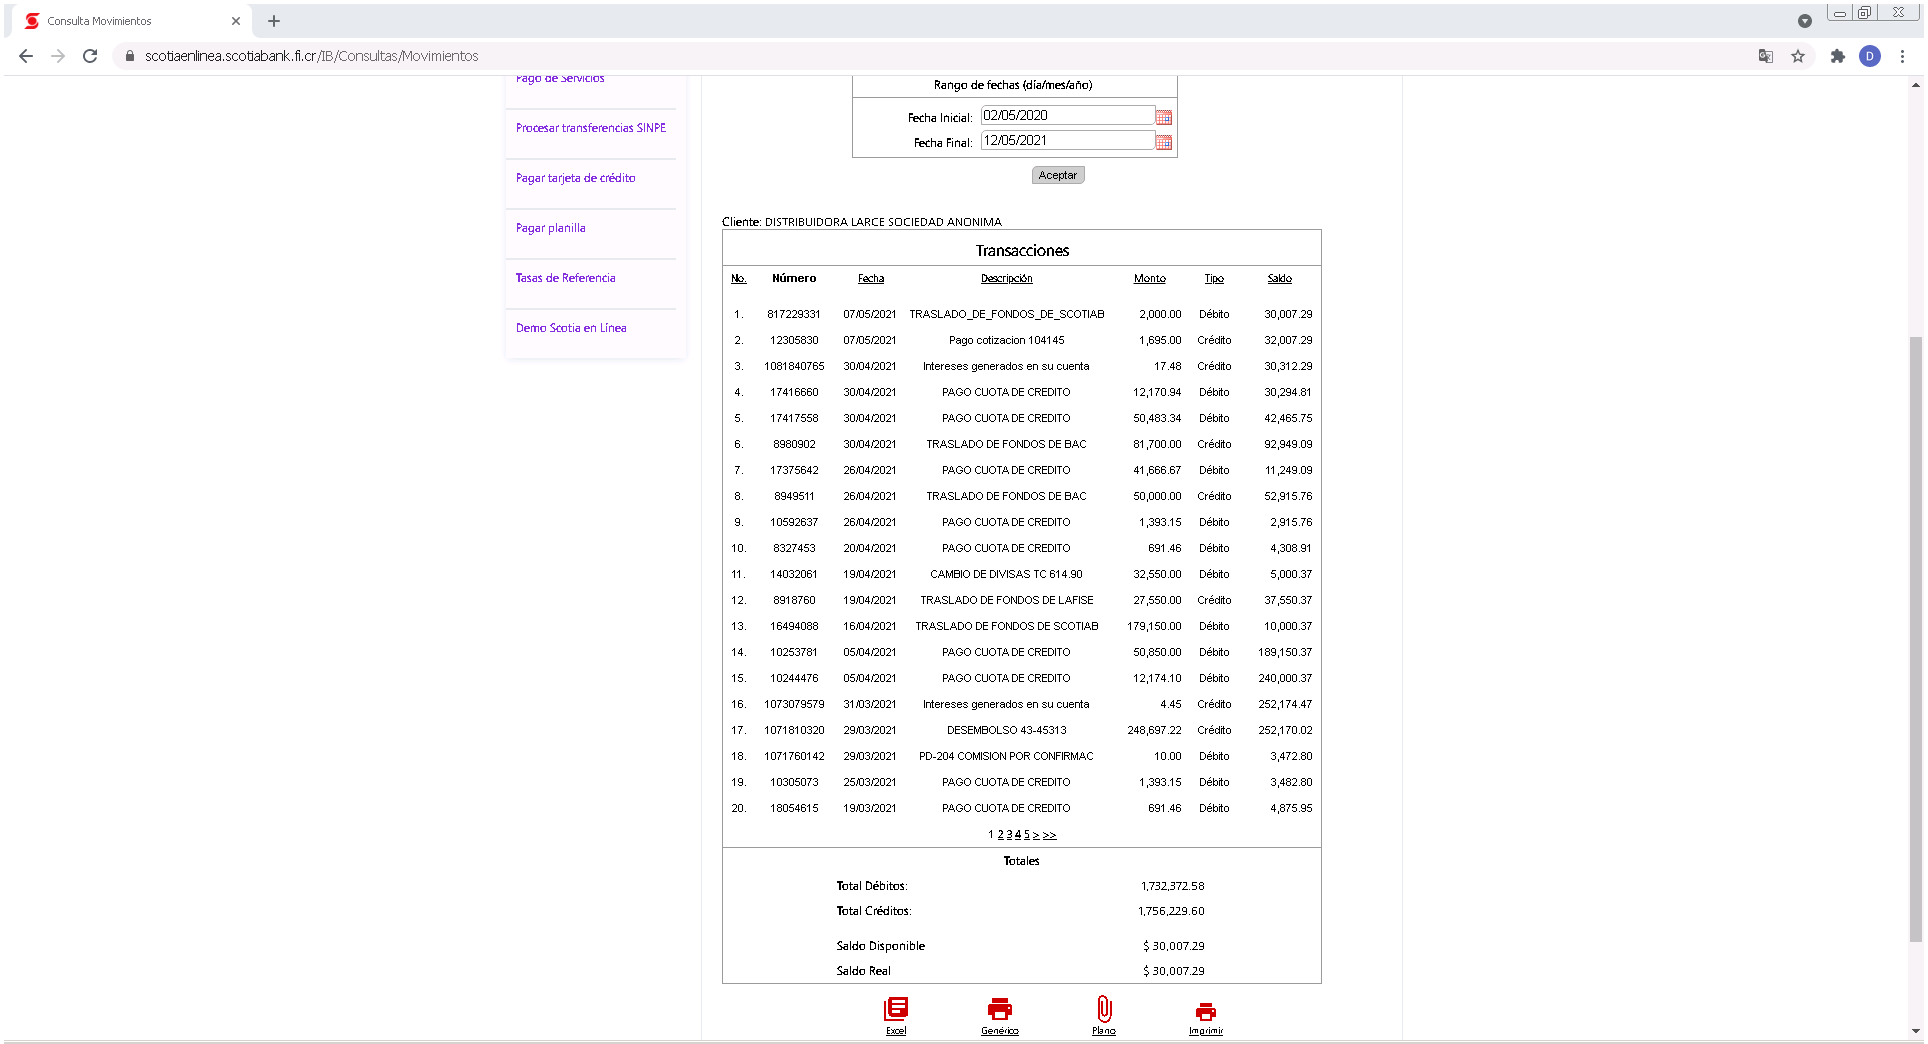 Consulta Movimientos
scotiaenlinea.scotiabank.fi.cr/IB/Consultas/Movimientos
D
Pago de Servicios
Procesar transferencias SINPE
Pagar tarjeta de crédito
Pagar planilla
Tasas de Referencia
Demo Scotia en Línea
Rango de fechas (día/mes/año)
Fecha Inicial: 02/05/2020
Fecha Final: 12/05/2021
Aceptar
Cliente: DISTRIBUIDORA LARCE SOCIEDAD ANONIMA
Transacciones
No. Número Fecha Descripción Monto Tipo Saldo
1. 817229331 07/05/2021 TRASLADO_DE_FONDOS_DE_SCOTIAB 2,000.00 Débito 30,007.29
2. 12305830 07/05/2021 Pago cotizacion 104145 1,695.00 Crédito 32,007.29
3. 1081840765 30/04/2021 Intereses generados en su cuenta 17.48 Crédito 30,312.29
4. 17416660 30/04/2021 PAGO CUOTA DE CREDITO 12,170.94 Débito 30,294.81
5. 17417558 30/04/2021 PAGO CUOTA DE CREDITO 50,483.34 Débito 42,465.75
6. 8980902 30/04/2021 TRASLADO DE FONDOS DE BAC 81,700.00 Crédito 92,949.09
7. 17375642 26/04/2021 PAGO CUOTA DE CREDITO 41,666.67 Débito 11,249.09
8. 8949511 26/04/2021 TRASLADO DE FONDOS DE BAC 50,000.00 Crédito 52,915.76
9. 10592637 26/04/2021 PAGO CUOTA DE CREDITO 1,393.15 Débito 2,915.76
10. 8327453 20/04/2021 PAGO CUOTA DE CREDITO 691.46 Débito 4,308.91
11. 14032061 19/04/2021 CAMBIO DE DIVISAS TC 614.90 32,550.00 Débito 5,000.37
12. 8918760 19/04/2021 TRASLADO DE FONDOS DE LAFISE 27,550.00 Crédito 37,550.37
13. 16494088 16/04/2021 TRASLADO DE FONDOS DE SCOTIAB 179,150.00 Débito 10,000.37
14. 10253781 05/04/2021 PAGO CUOTA DE CREDITO 50,850.00 Débito 189,150.37
15. 10244476 05/04/2021 PAGO CUOTA DE CREDITO 12,174.10 Débito 240,000.37
16. 1073079579 31/03/2021 Intereses generados en su cuenta 4.45 Crédito 252,174.47
17. 1071810320 29/03/2021 DESEMBOLSO 43-45313 248,697.22 Crédito 252,170.02
18. 1071760142 29/03/2021 PD-204 COMISION POR CONFIRMAC 10.00 Débito 3,472.80
19. 10305073 25/03/2021 PAGO CUOTA DE CREDITO 1,393.15 Débito 3,482.80
20. 18054615 19/03/2021 PAGO CUOTA DE CREDITO 691.46 Débito 4,875.95
1 2 3 4 5 > >>
Totales
Total Débitos: 1,732,372.58
Total Créditos: 1,756,229.60
Saldo Disponible $ 30,007.29
Saldo Real $ 30,007.29
Excel Genérico Plano Imprimir